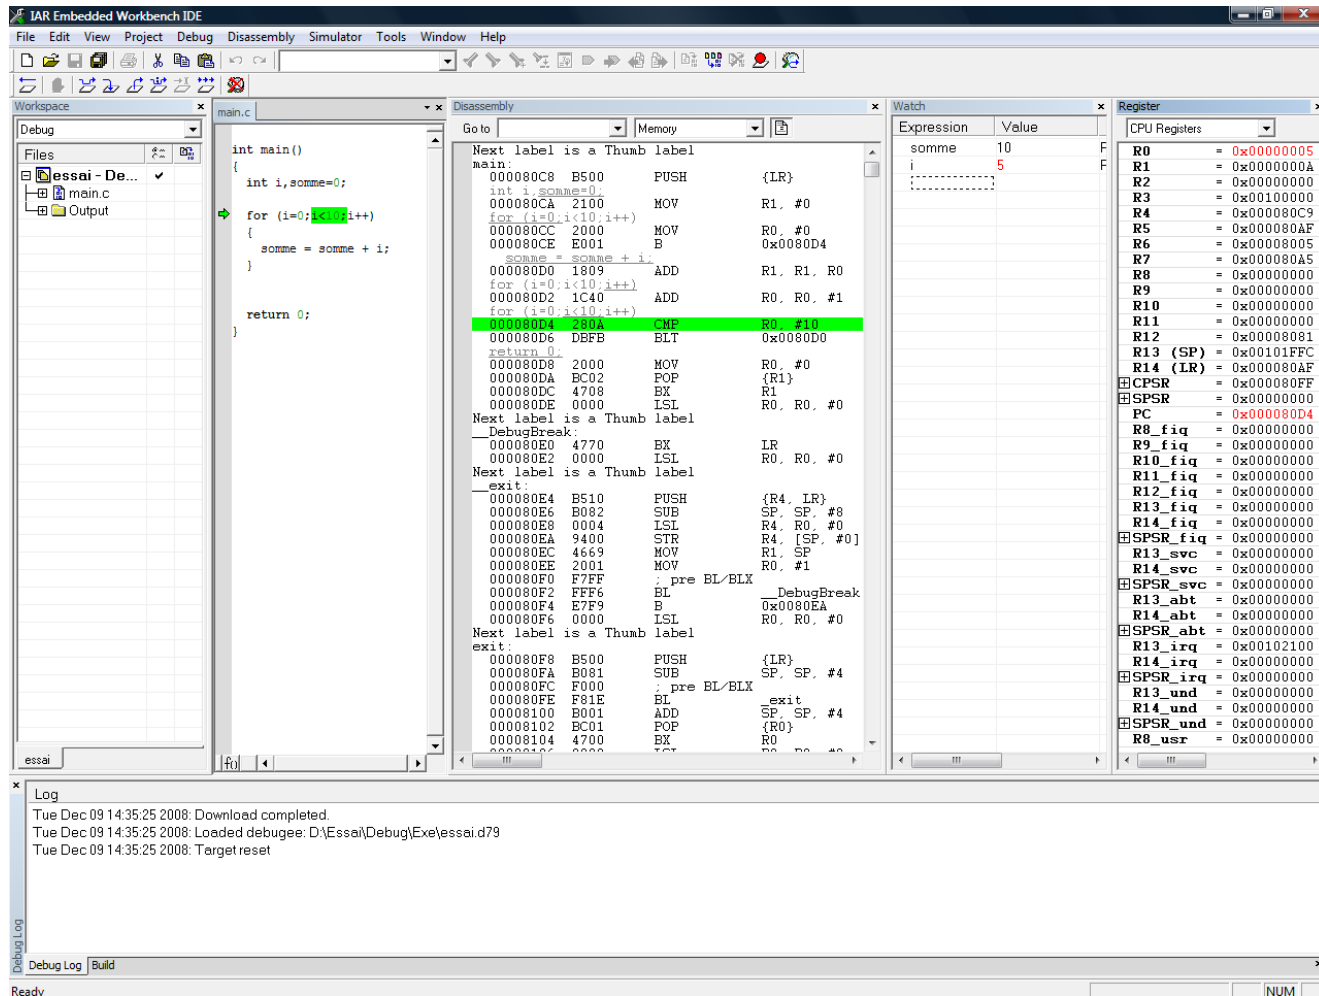 IAR Embedded Workbench IDE
File Edit View Project Debug Disassembly Simulator Tools Window Help
Workspace
Debug
Files
essai - De...
main.c
Output
essai
main.c
int main()
{
int i,somme=0;
for (i=0;i<10;i++)
{
somme = somme + i;
}
return 0;
}
f()
Disassembly
Go to Memory
Next label is a Thumb label
main:
000080C8 B500 PUSH {LR}
int i,somme=0;
000080CA 2100 MOV R1, #0
for (i=0;i<10;i++)
000080CC 2000 MOV R0, #0
000080CE E001 B 0x0080D4
somme = somme + i;
000080D0 1809 ADD R1, R1, R0
for (i=0;i<10;i++)
000080D2 1C40 ADD R0, R0, #1
for (i=0;i<10;i++)
000080D4 280A CMP R0, #10
000080D6 DBFB BLT 0x0080D0
return 0;
000080D8 2000 MOV R0, #0
000080DA BC02 POP {R1}
000080DC 4708 BX R1
000080DE 0000 LSL R0, R0, #0
Next label is a Thumb label
__DebugBreak:
000080E0 4770 BX LR
000080E2 0000 LSL R0, R0, #0
Next label is a Thumb label
__exit:
000080E4 B510 PUSH {R4, LR}
000080E6 B082 SUB SP, SP, #8
000080E8 0004 LSL R4, R0, #0
000080EA 9400 STR R4, [SP, #0]
000080EC 4669 MOV R1, SP
000080EE 2001 MOV R0, #1
000080F0 F7FF ; pre BL/BLX
000080F2 FFF6 BL __DebugBreak
000080F4 E7F9 B 0x0080EA
000080F6 0000 LSL R0, R0, #0
Next label is a Thumb label
exit:
000080F8 B500 PUSH {LR}
000080FA B081 SUB SP, SP, #4
000080FC F000 ; pre BL/BLX
000080FE F81E BL _exit
00008100 B001 ADD SP, SP, #4
00008102 BC01 POP {R0}
00008104 4700 BX R0
Watch
Expression Value
somme 10 F
i 5 F
Register
CPU Registers
R0 = 0x00000005
R1 = 0x0000000A
R2 = 0x00000000
R3 = 0x00100000
R4 = 0x000080C9
R5 = 0x000080AF
R6 = 0x00008005
R7 = 0x000080A5
R8 = 0x00000000
R9 = 0x00000000
R10 = 0x00000000
R11 = 0x00000000
R12 = 0x00008081
R13 (SP) = 0x00101FFC
R14 (LR) = 0x000080AF
CPSR = 0x000080FF
SPSR = 0x00000000
PC = 0x000080D4
R8_fiq = 0x00000000
R9_fiq = 0x00000000
R10_fiq = 0x00000000
R11_fiq = 0x00000000
R12_fiq = 0x00000000
R13_fiq = 0x00000000
R14_fiq = 0x00000000
SPSR_fiq = 0x00000000
R13_svc = 0x00000000
R14_svc = 0x00000000
SPSR_svc = 0x00000000
R13_abt = 0x00000000
R14_abt = 0x00000000
SPSR_abt = 0x00000000
R13_irq = 0x00102100
R14_irq = 0x00000000
SPSR_irq = 0x00000000
R13_und = 0x00000000
R14_und = 0x00000000
SPSR_und = 0x00000000
R8_usr = 0x00000000
Log
Tue Dec 09 14:35:25 2008: Download completed.
Tue Dec 09 14:35:25 2008: Loaded debugee: D:\Essai\Debug\Exe\essai.d79
Tue Dec 09 14:35:25 2008: Target reset
Debug Log
Debug Log Build
Ready NUM